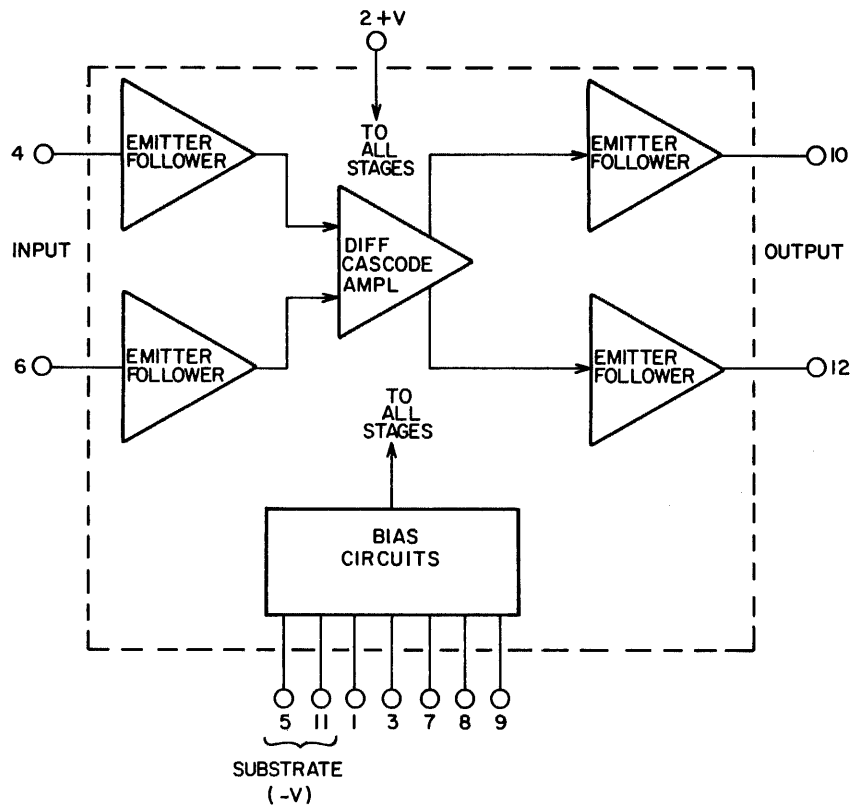 2 +V
EMITTER
FOLLOWER
TO
ALL
STAGES
EMITTER
FOLLOWER
4
10
INPUT
DIFF
CASCODE
AMPL
OUTPUT
EMITTER
FOLLOWER
EMITTER
FOLLOWER
6
12
TO
ALL
STAGES
BIAS
CIRCUITS
5 11 1 3 7 8 9
SUBSTRATE
(-V)